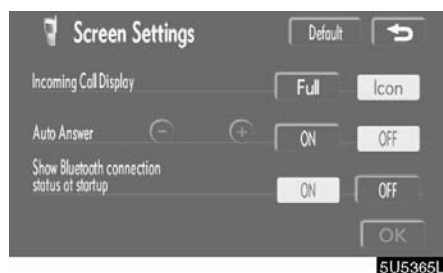 Screen Settings Default
Incoming Call Display Full Icon
Auto Answer − + ON OFF
Show Bluetooth connection
status at startup ON OFF
OK
5U5365L